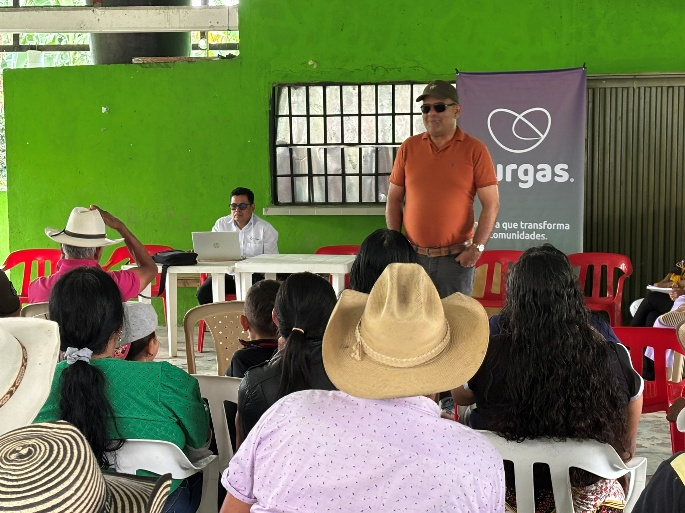 urgas.
a que transforma
comunidades.